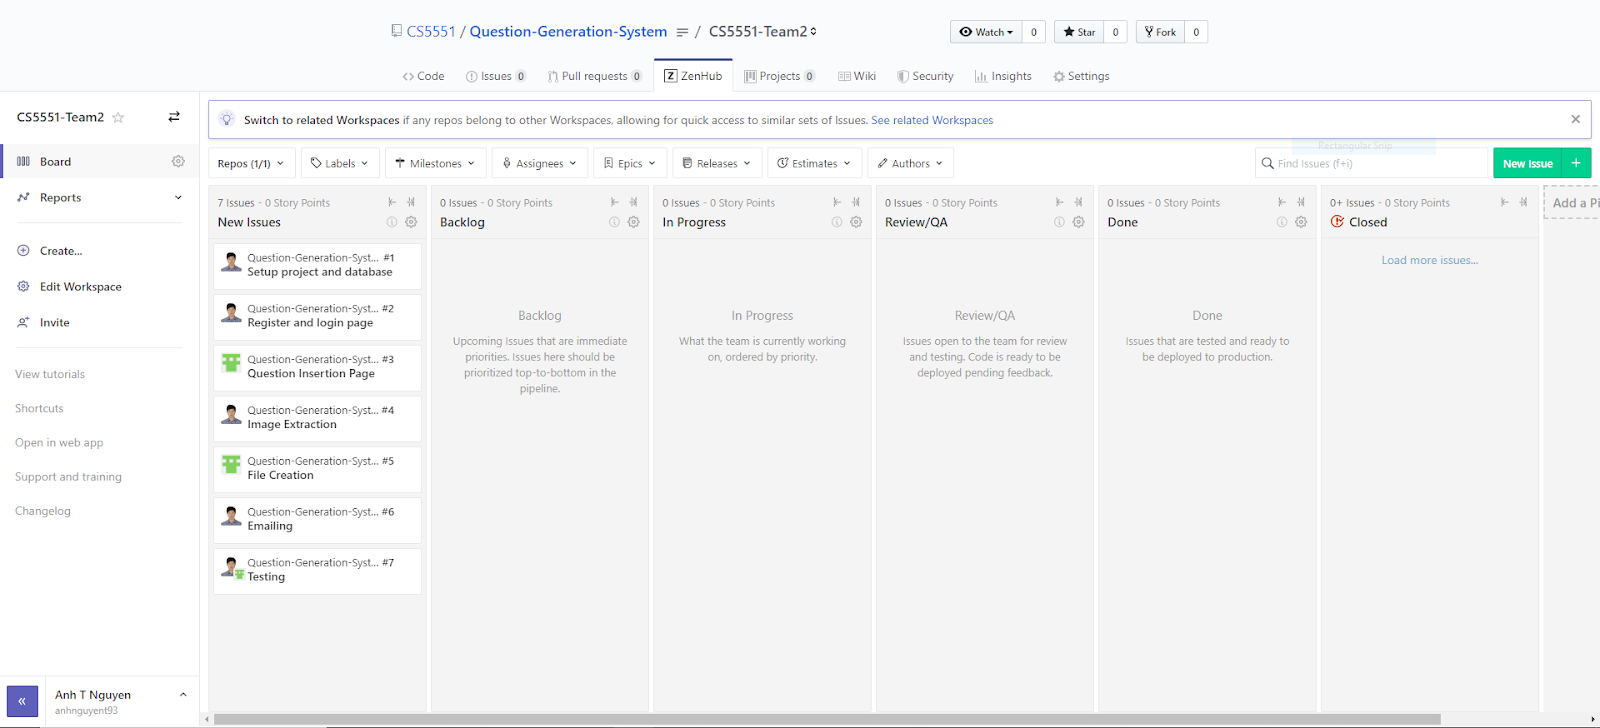 CS5551 / Question-Generation-System / CS5551-Team2
Watch 0 Star 0 Fork 0
Code Issues 0 Pull requests 0 Z ZenHub Projects 0 Wiki Security Insights Settings
CS5551-Team2
Board
Reports
Create...
Edit Workspace
Invite
View tutorials
Shortcuts
Open in web app
Support and training
Changelog
« Anh T Nguyen
anhnguyent93
Switch to related Workspaces if any repos belong to other Workspaces, allowing for quick access to similar sets of Issues. See related Workspaces
Rectangular Snip
Repos (1/1) Labels Milestones Assignees Epics Releases Estimates Authors Find Issues (f+i) New Issue +
7 Issues - 0 Story Points
New Issues
Question-Generation-Syst... #1
Setup project and database
Question-Generation-Syst... #2
Register and login page
Question-Generation-Syst... #3
Question Insertion Page
Question-Generation-Syst... #4
Image Extraction
Question-Generation-Syst... #5
File Creation
Question-Generation-Syst... #6
Emailing
Question-Generation-Syst... #7
Testing
0 Issues - 0 Story Points
Backlog
Backlog
Upcoming Issues that are immediate
priorities. Issues here should be
prioritized top-to-bottom in the
pipeline.
0 Issues - 0 Story Points
In Progress
In Progress
What the team is currently working
on, ordered by priority.
0 Issues - 0 Story Points
Review/QA
Review/QA
Issues open to the team for review
and testing. Code is ready to be
deployed pending feedback.
0 Issues - 0 Story Points
Done
Done
Issues that are tested and ready to
be deployed to production.
0+ Issues - 0 Story Points
Closed
Load more issues...
Add a Pi